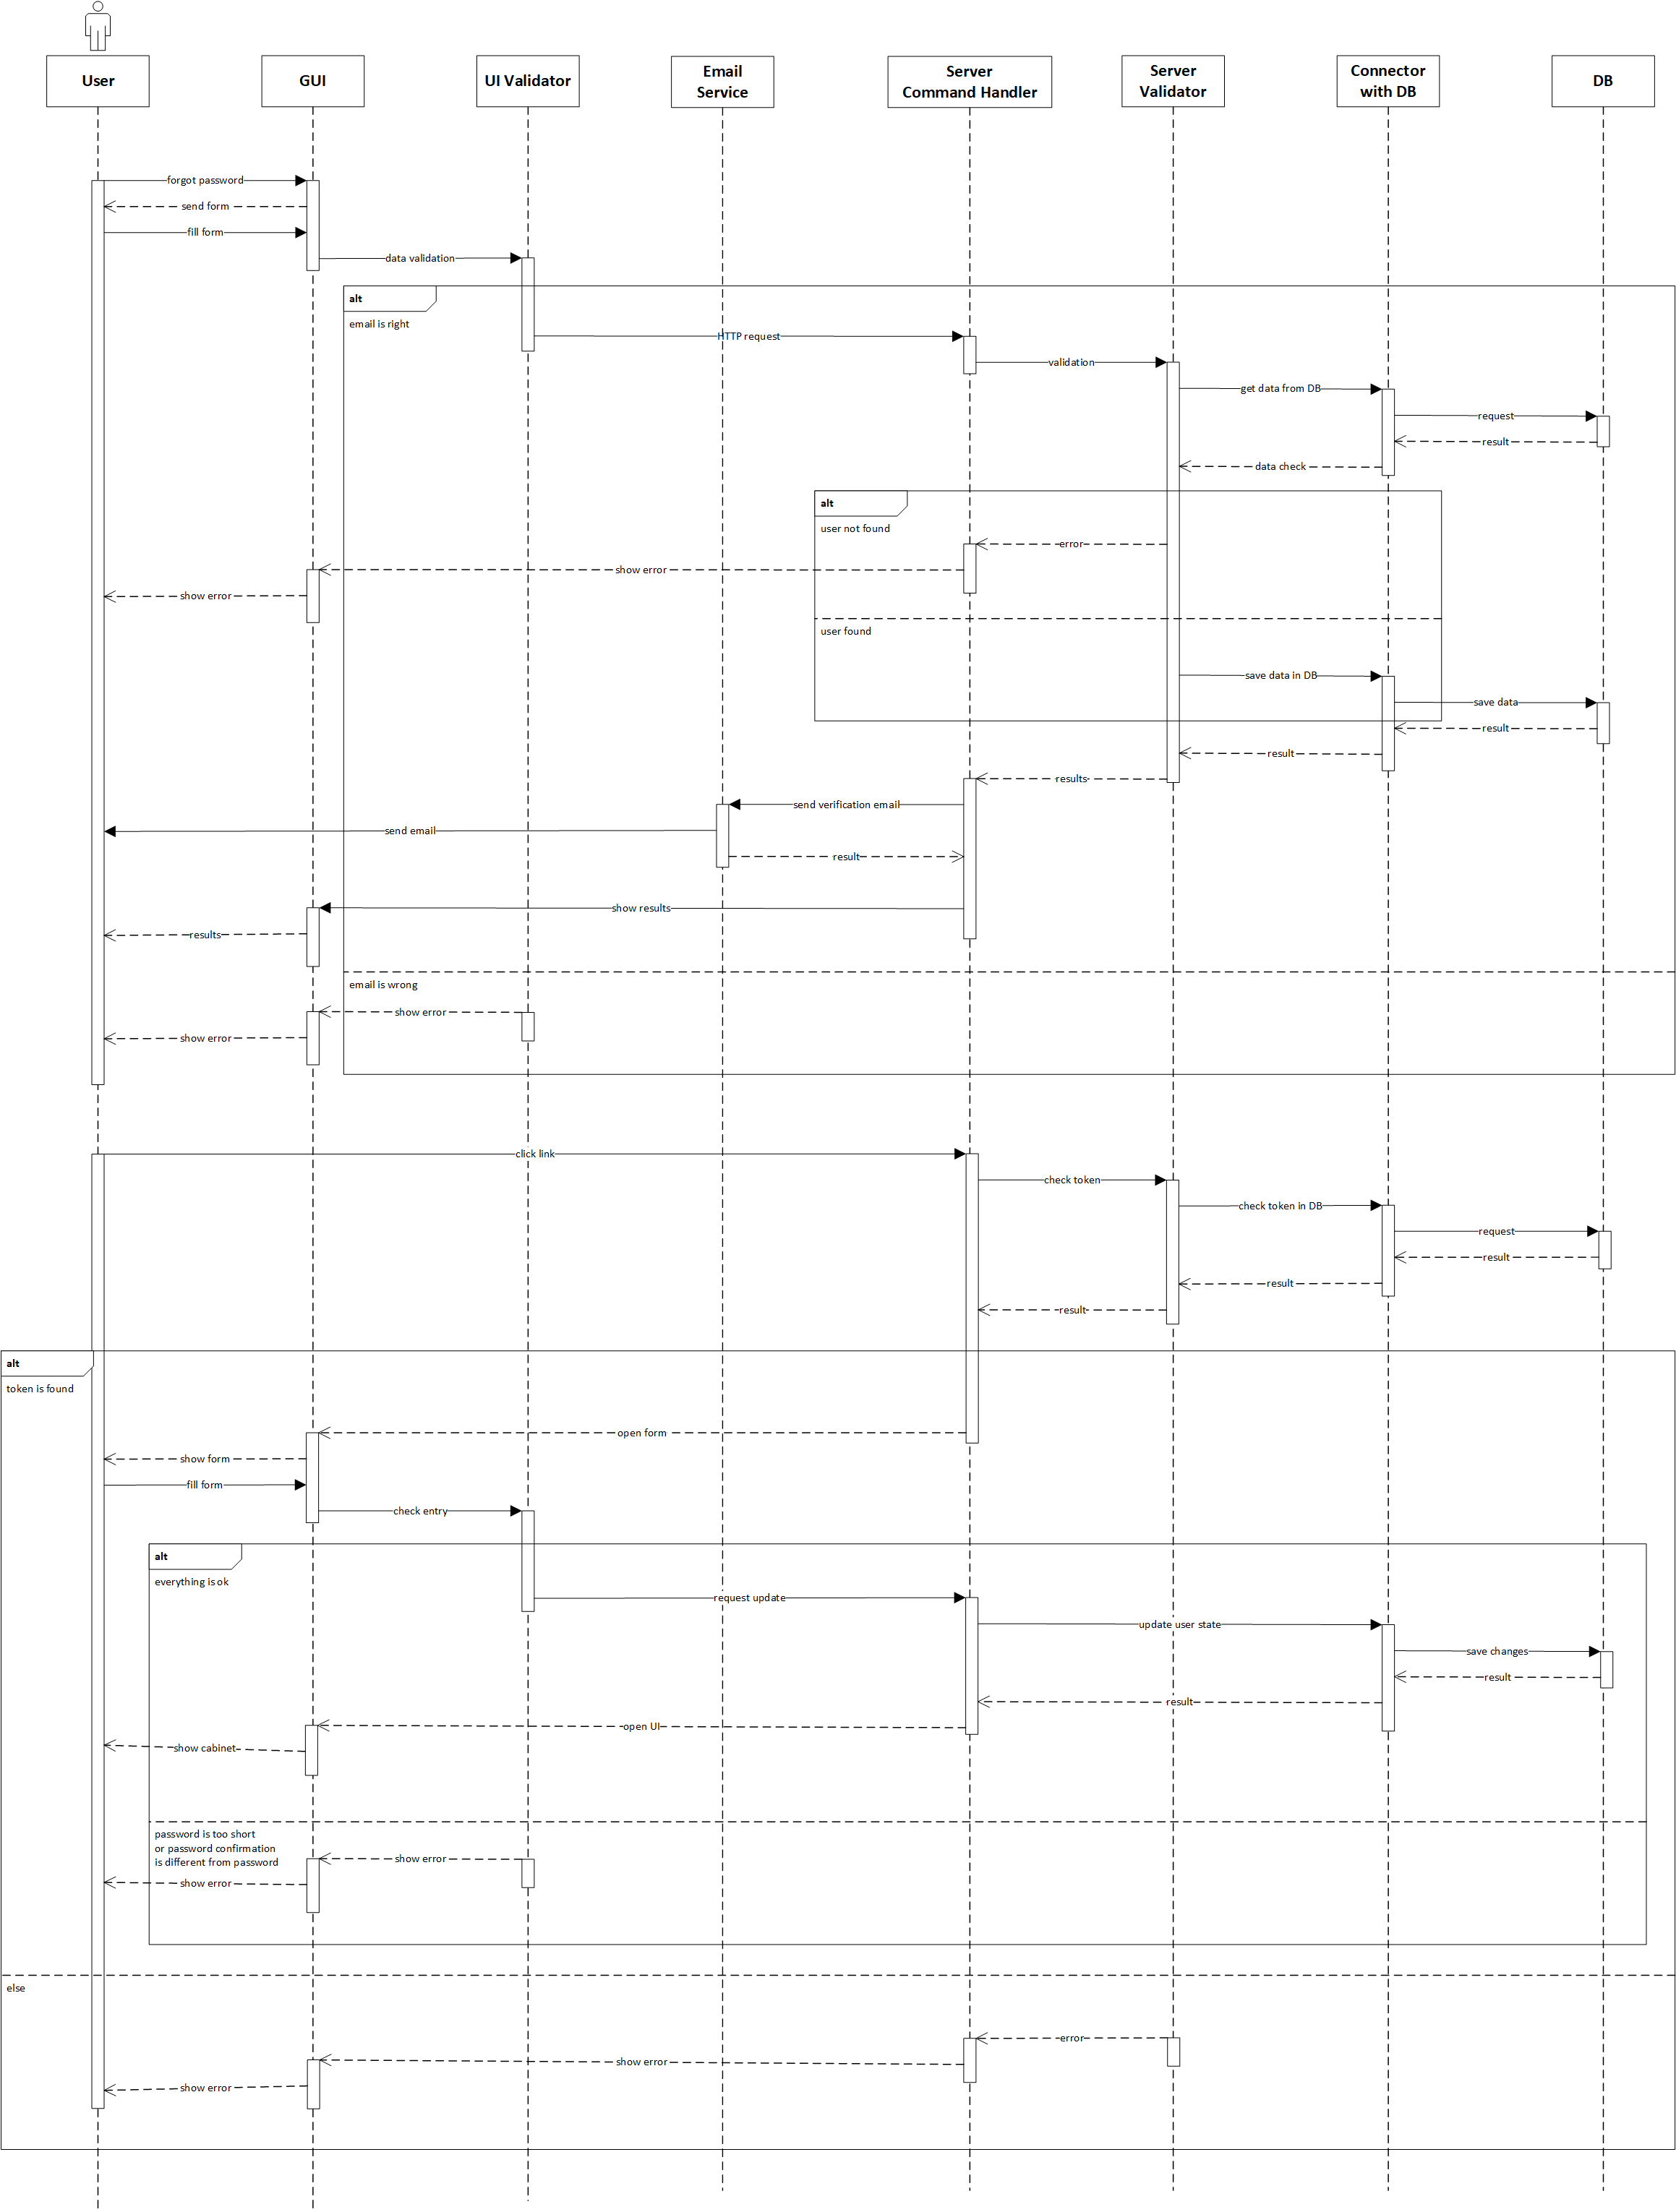 User
GUI
UI Validator
Email
Service
Server
Command Handler
Server
Validator
Connector
with DB
DB
forgot password
send form
fill form
data validation
alt
email is right
HTTP request
validation
get data from DB
request
result
data check
alt
user not found
error
show error
show error
user found
save data in DB
save data
result
result
results
send verification email
send email
result
show results
results
email is wrong
show error
show error
click link
check token
check token in DB
request
result
result
result
alt
token is found
open form
show form
fill form
check entry
alt
everything is ok
request update
update user state
save changes
result
result
open UI
show cabinet
password is too short
or password confirmation
is different from password
show error
show error
else
error
show error
show error